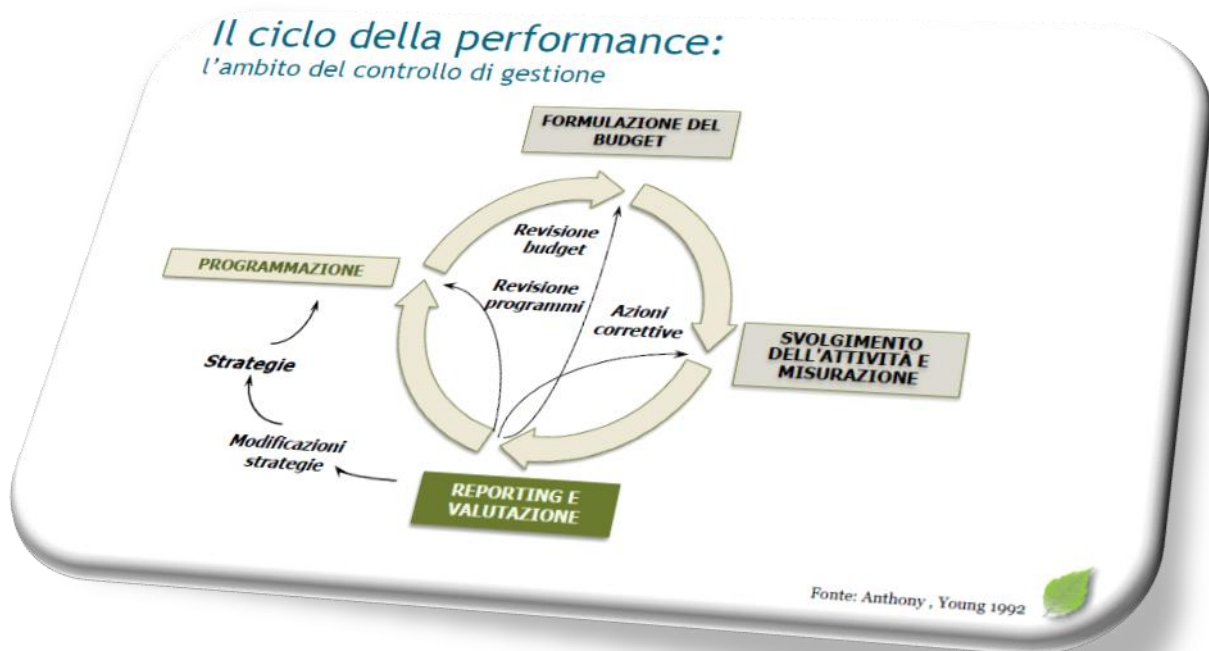 Il ciclo della performance:
l'ambito del controllo di gestione
FORMULAZIONE DEL
BUDGET
Revisione
budget
PROGRAMMAZIONE
Revisione
programmi
Azioni
correttive
SVOLGIMENTO
DELL'ATTIVITÀ E
MISURAZIONE
Strategie
Modificazioni
strategie
REPORTING E
VALUTAZIONE
Fonte: Anthony , Young 1992